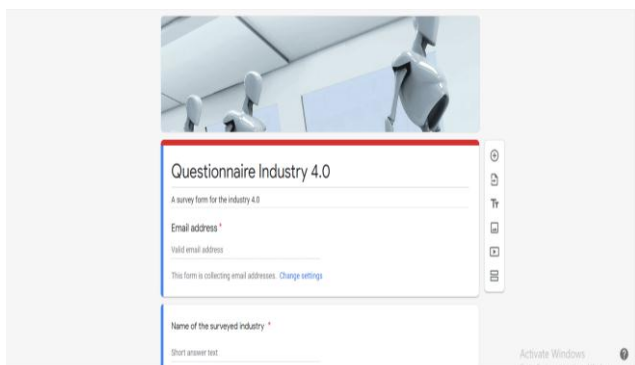 Questionnaire Industry 4.0
A survey form for the industry 4.0
Email address *
Valid email address
This form is collecting email addresses. Change settings
Name of the surveyed industry *
Short answer text
Tт
Activate Windows